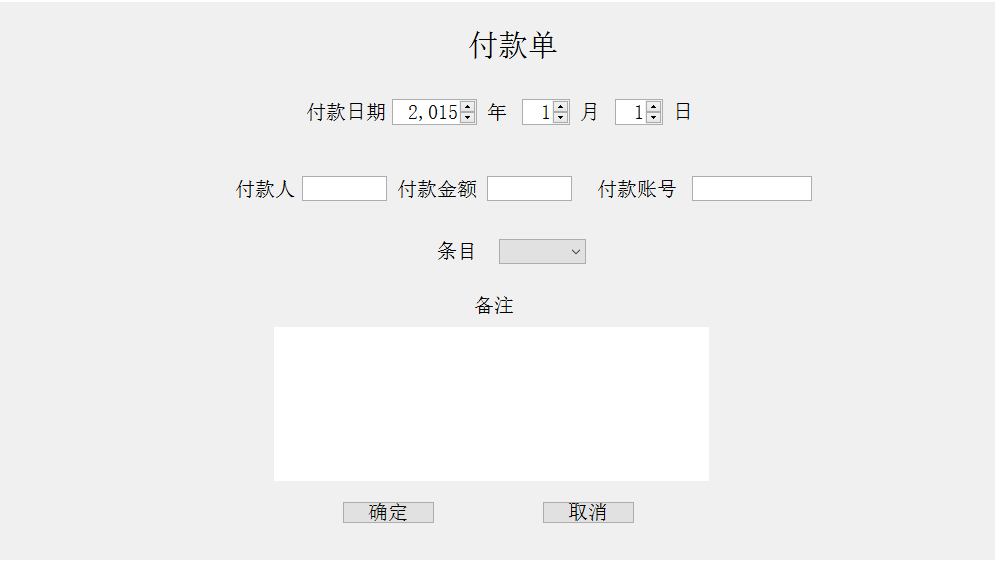 付款单
付款日期 2,015 年 1 月 1 日
付款人 付款金额 付款账号
条目
备注
确定 取消